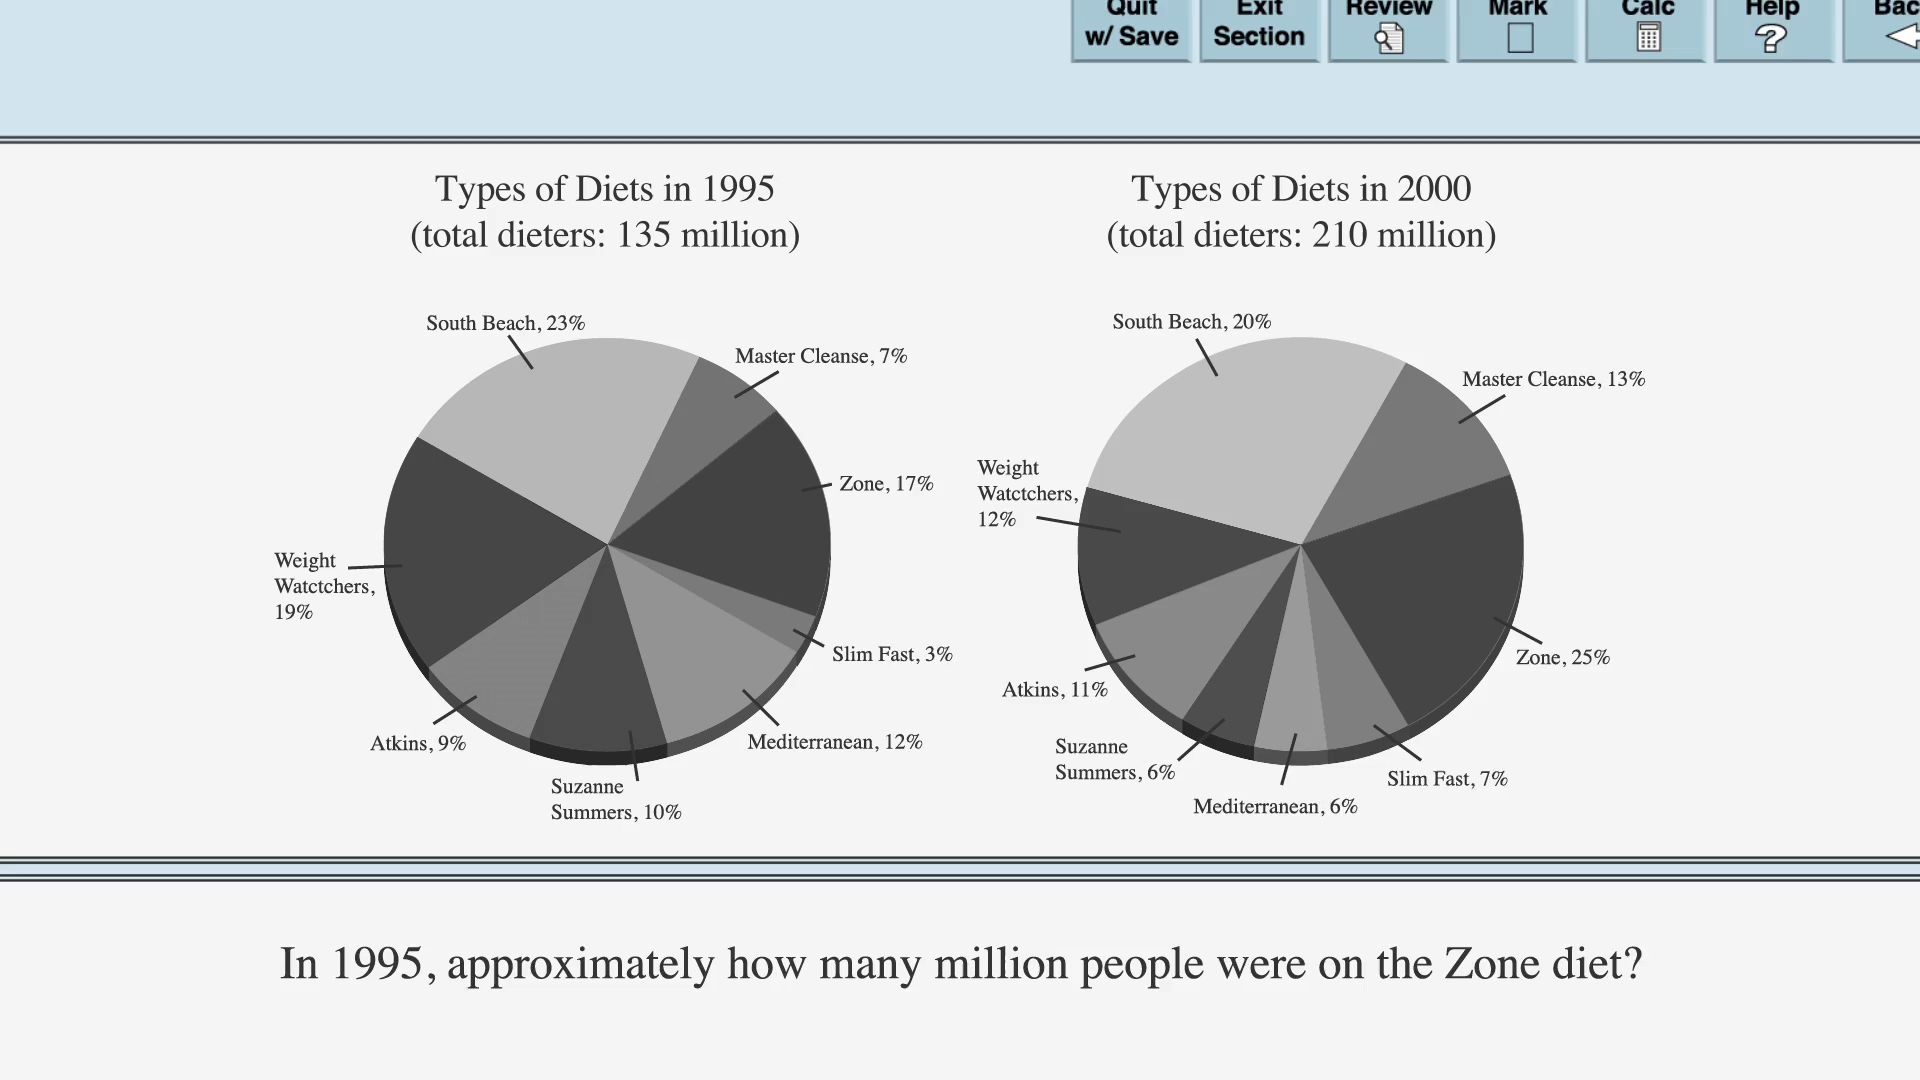 Quit
w/ Save
Exit
Section
Review
Mark
Calc
Help
Types of Diets in 1995
(total dieters: 135 million)
South Beach, 23%
Master Cleanse, 7%
Zone, 17%
Weight
Watctchers,
19%
Slim Fast, 3%
Atkins, 9%
Mediterranean, 12%
Suzanne
Summers, 10%
Types of Diets in 2000
(total dieters: 210 million)
South Beach, 20%
Master Cleanse, 13%
Weight
Watctchers,
12%
Zone, 25%
Atkins, 11%
Suzanne
Summers, 6%
Slim Fast, 7%
Mediterranean, 6%
In 1995, approximately how many million people were on the Zone diet?